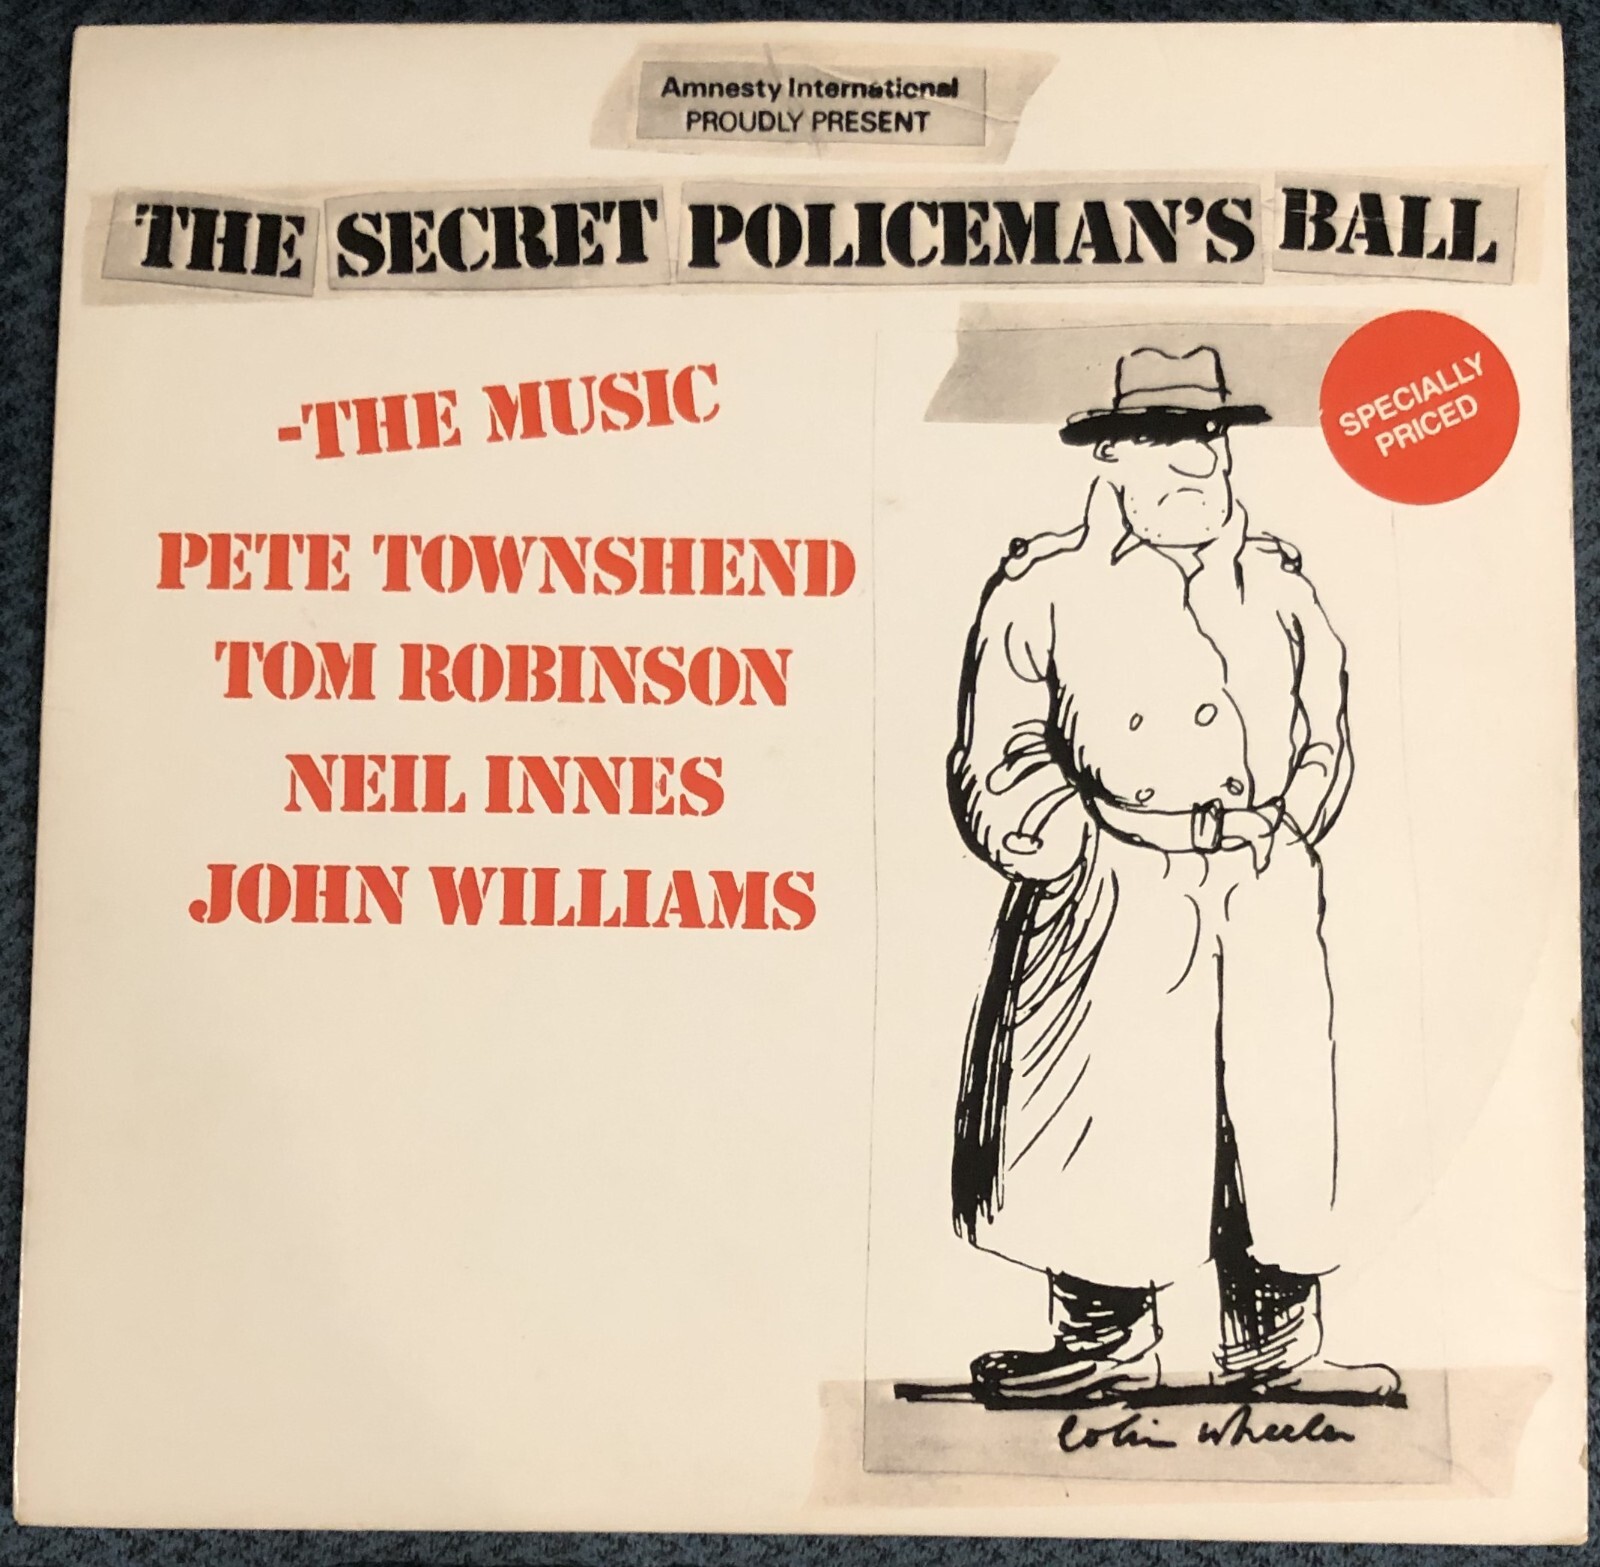 Amnesty International
PROUDLY PRESENT
THE SECRET POLICEMAN'S BALL
-THE MUSIC
SPECIALLY
PRICED
PETE TOWNSHEND
TOM ROBINSON
NEIL INNES
JOHN WILLIAMS
Colin Wheeler